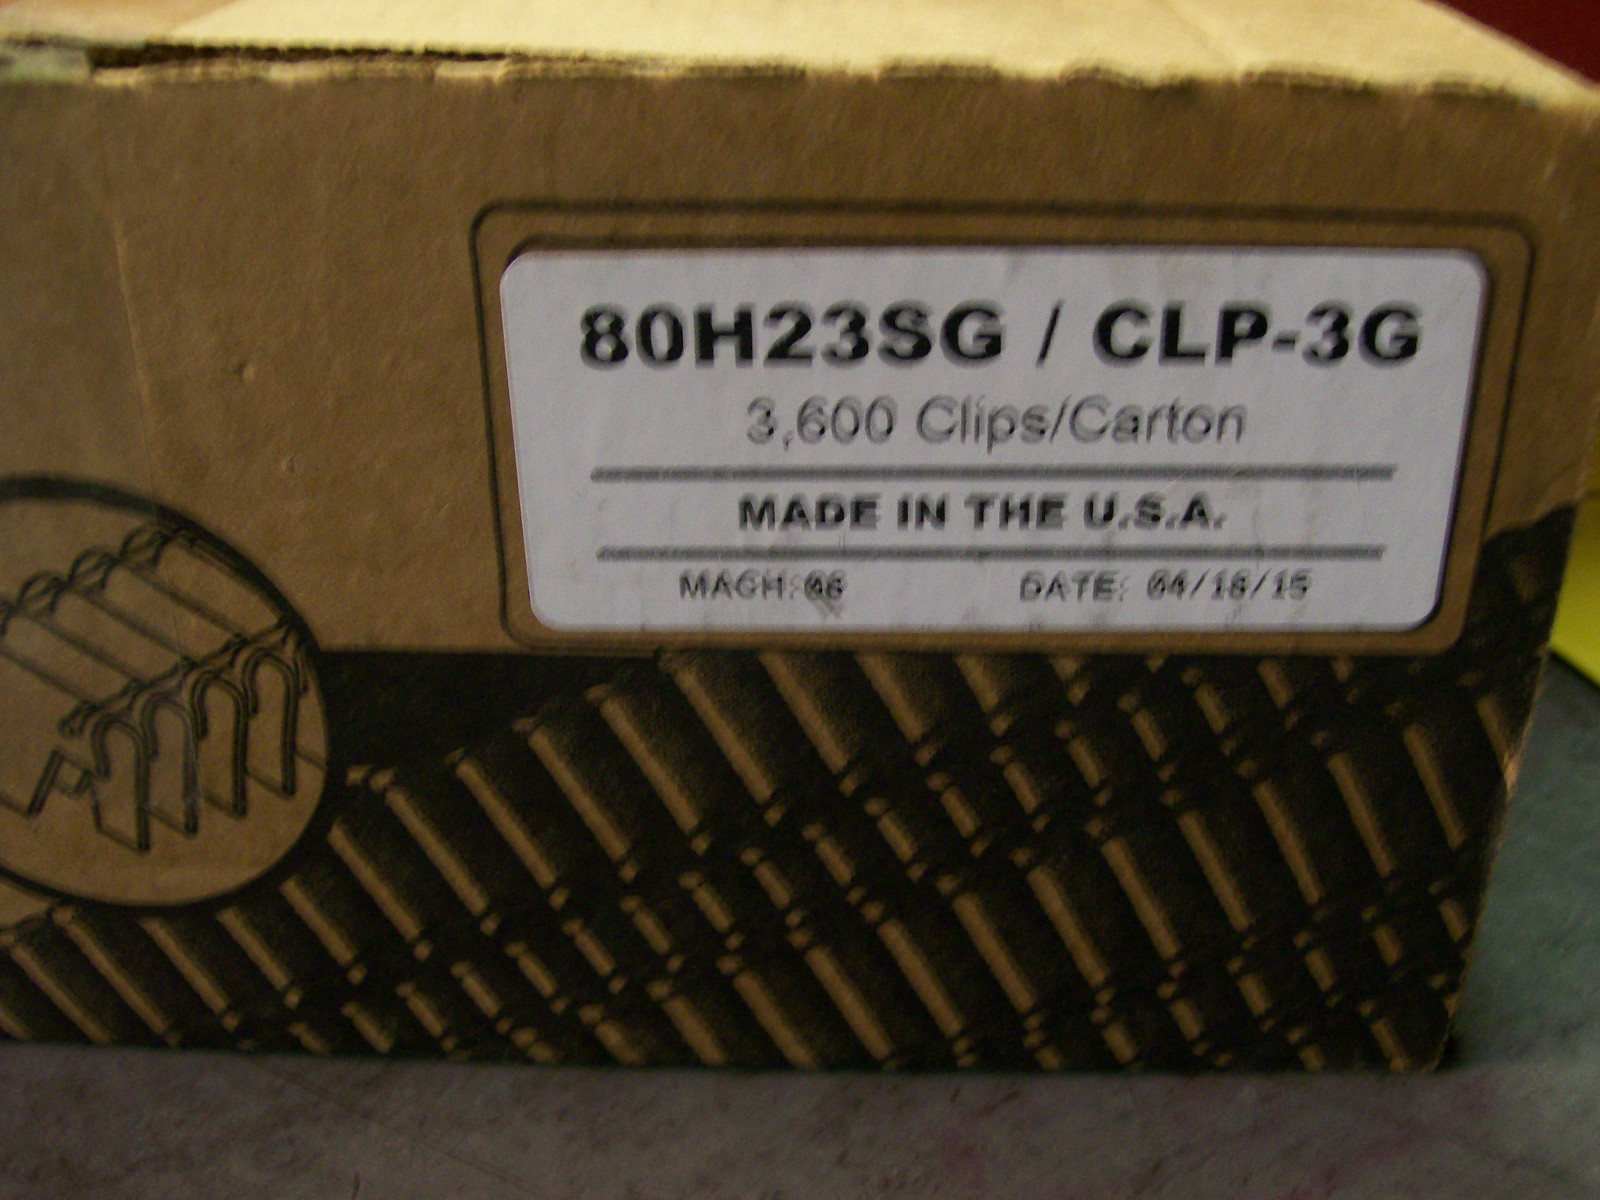 80H23SG / CLP-3G
3,600 Clips/Carton
MADE IN THE U.S.A.
MACH:06 DATE: 04/16/15